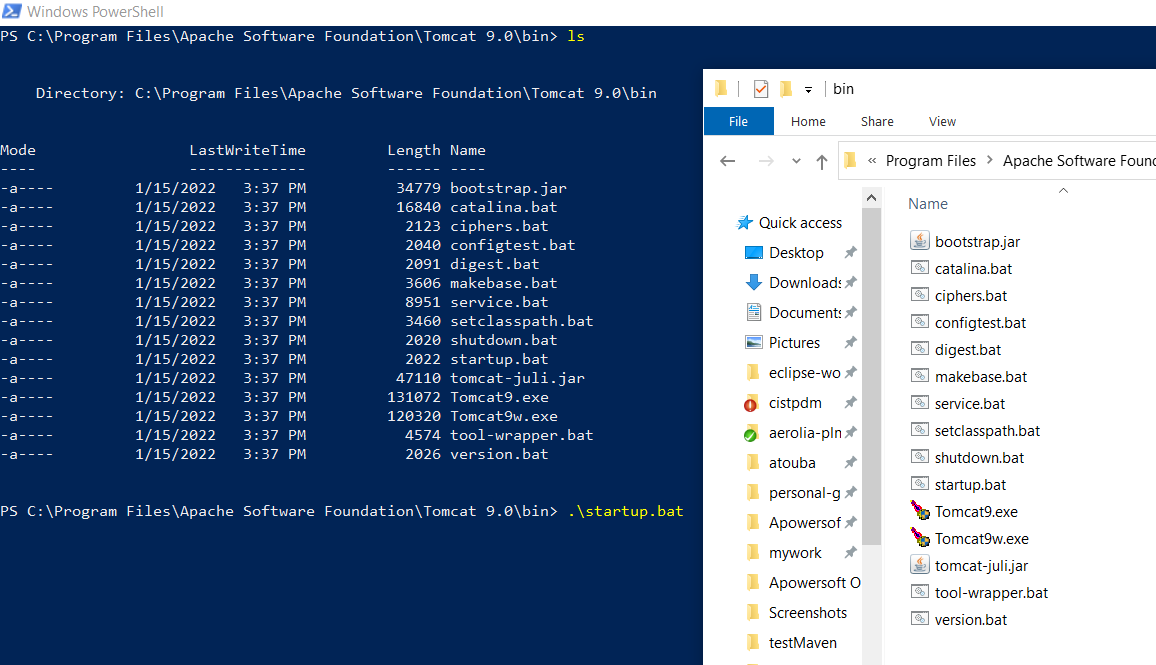 Windows PowerShell
PS C:\Program Files\Apache Software Foundation\Tomcat 9.0\bin> ls
Directory: C:\Program Files\Apache Software Foundation\Tomcat 9.0\bin
Mode LastWriteTime Length Name
---- ------------- ------ ----
-a---- 1/15/2022 3:37 PM 34779 bootstrap.jar
-a---- 1/15/2022 3:37 PM 16840 catalina.bat
-a---- 1/15/2022 3:37 PM 2123 ciphers.bat
-a---- 1/15/2022 3:37 PM 2040 configtest.bat
-a---- 1/15/2022 3:37 PM 2091 digest.bat
-a---- 1/15/2022 3:37 PM 3606 makebase.bat
-a---- 1/15/2022 3:37 PM 8951 service.bat
-a---- 1/15/2022 3:37 PM 3460 setclasspath.bat
-a---- 1/15/2022 3:37 PM 2020 shutdown.bat
-a---- 1/15/2022 3:37 PM 2022 startup.bat
-a---- 1/15/2022 3:37 PM 47110 tomcat-juli.jar
-a---- 1/15/2022 3:37 PM 131072 Tomcat9.exe
-a---- 1/15/2022 3:37 PM 120320 Tomcat9w.exe
-a---- 1/15/2022 3:37 PM 4574 tool-wrapper.bat
-a---- 1/15/2022 3:37 PM 2026 version.bat
PS C:\Program Files\Apache Software Foundation\Tomcat 9.0\bin> .\startup.bat
bin
File Home Share View
« Program Files > Apache Software Found
Quick access
Desktop
Downloads
Documents
Pictures
eclipse-wo
cistpdm
aerolia-pln
atouba
personal-g
Apowersof
mywork
Apowersoft O
Screenshots
testMaven
Name
bootstrap.jar
catalina.bat
ciphers.bat
configtest.bat
digest.bat
makebase.bat
service.bat
setclasspath.bat
shutdown.bat
startup.bat
Tomcat9.exe
Tomcat9w.exe
tomcat-juli.jar
tool-wrapper.bat
version.bat